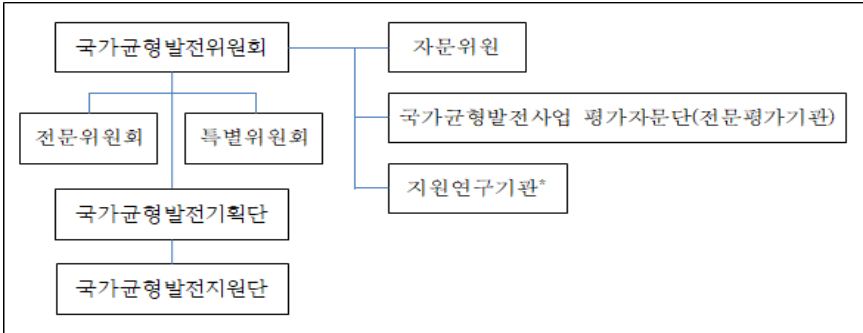 국가균형발전위원회
자문위원
국가균형발전사업 평가자문단(전문평가기관)
전문위원회
특별위원회
지원연구기관*
국가균형발전기획단
국가균형발전지원단